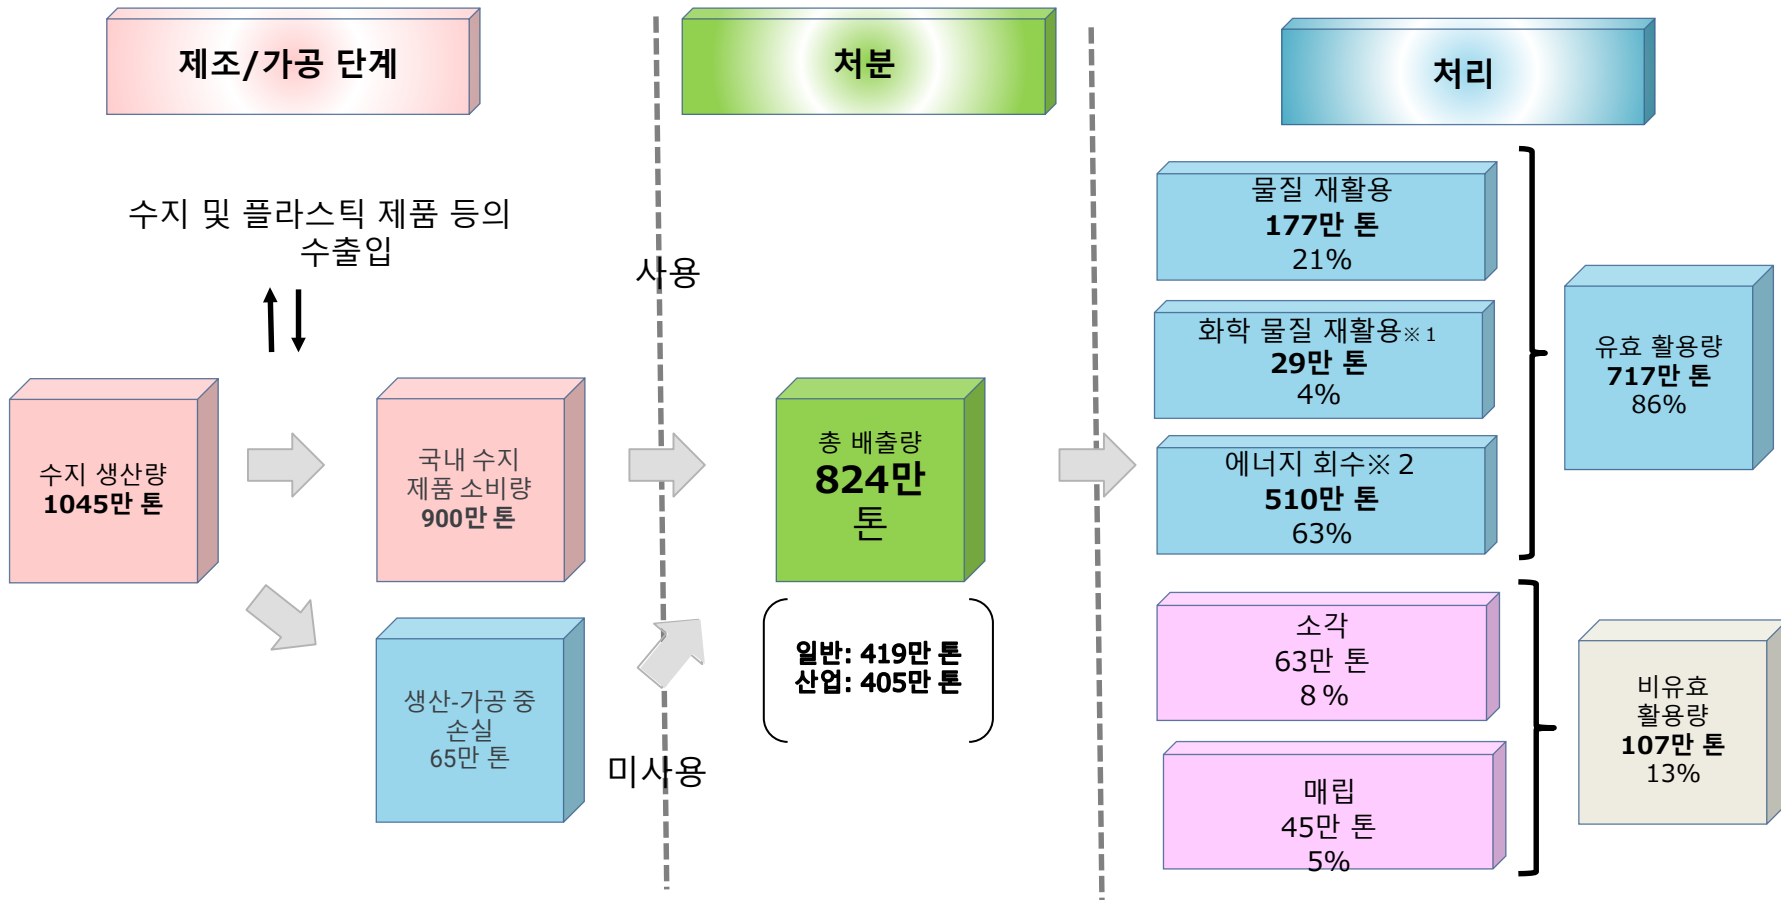 제조/가공 단계
처분
처리
수지 및 플라스틱 제품 등의
수출입
사용
미사용
수지 생산량
1045만 톤
국내 수지
제품 소비량
900만 톤
생산-가공 중
손실
65만 톤
총 배출량
824만
톤
일반: 419만 톤
산업: 405만 톤
물질 재활용
177만 톤
21%
화학 물질 재활용※ 1
29만 톤
4%
에너지 회수※ 2
510만 톤
63%
유효 활용량
717만 톤
86%
소각
63만 톤
8 %
매립
45만 톤
5%
비유효
활용량
107만 톤
13%